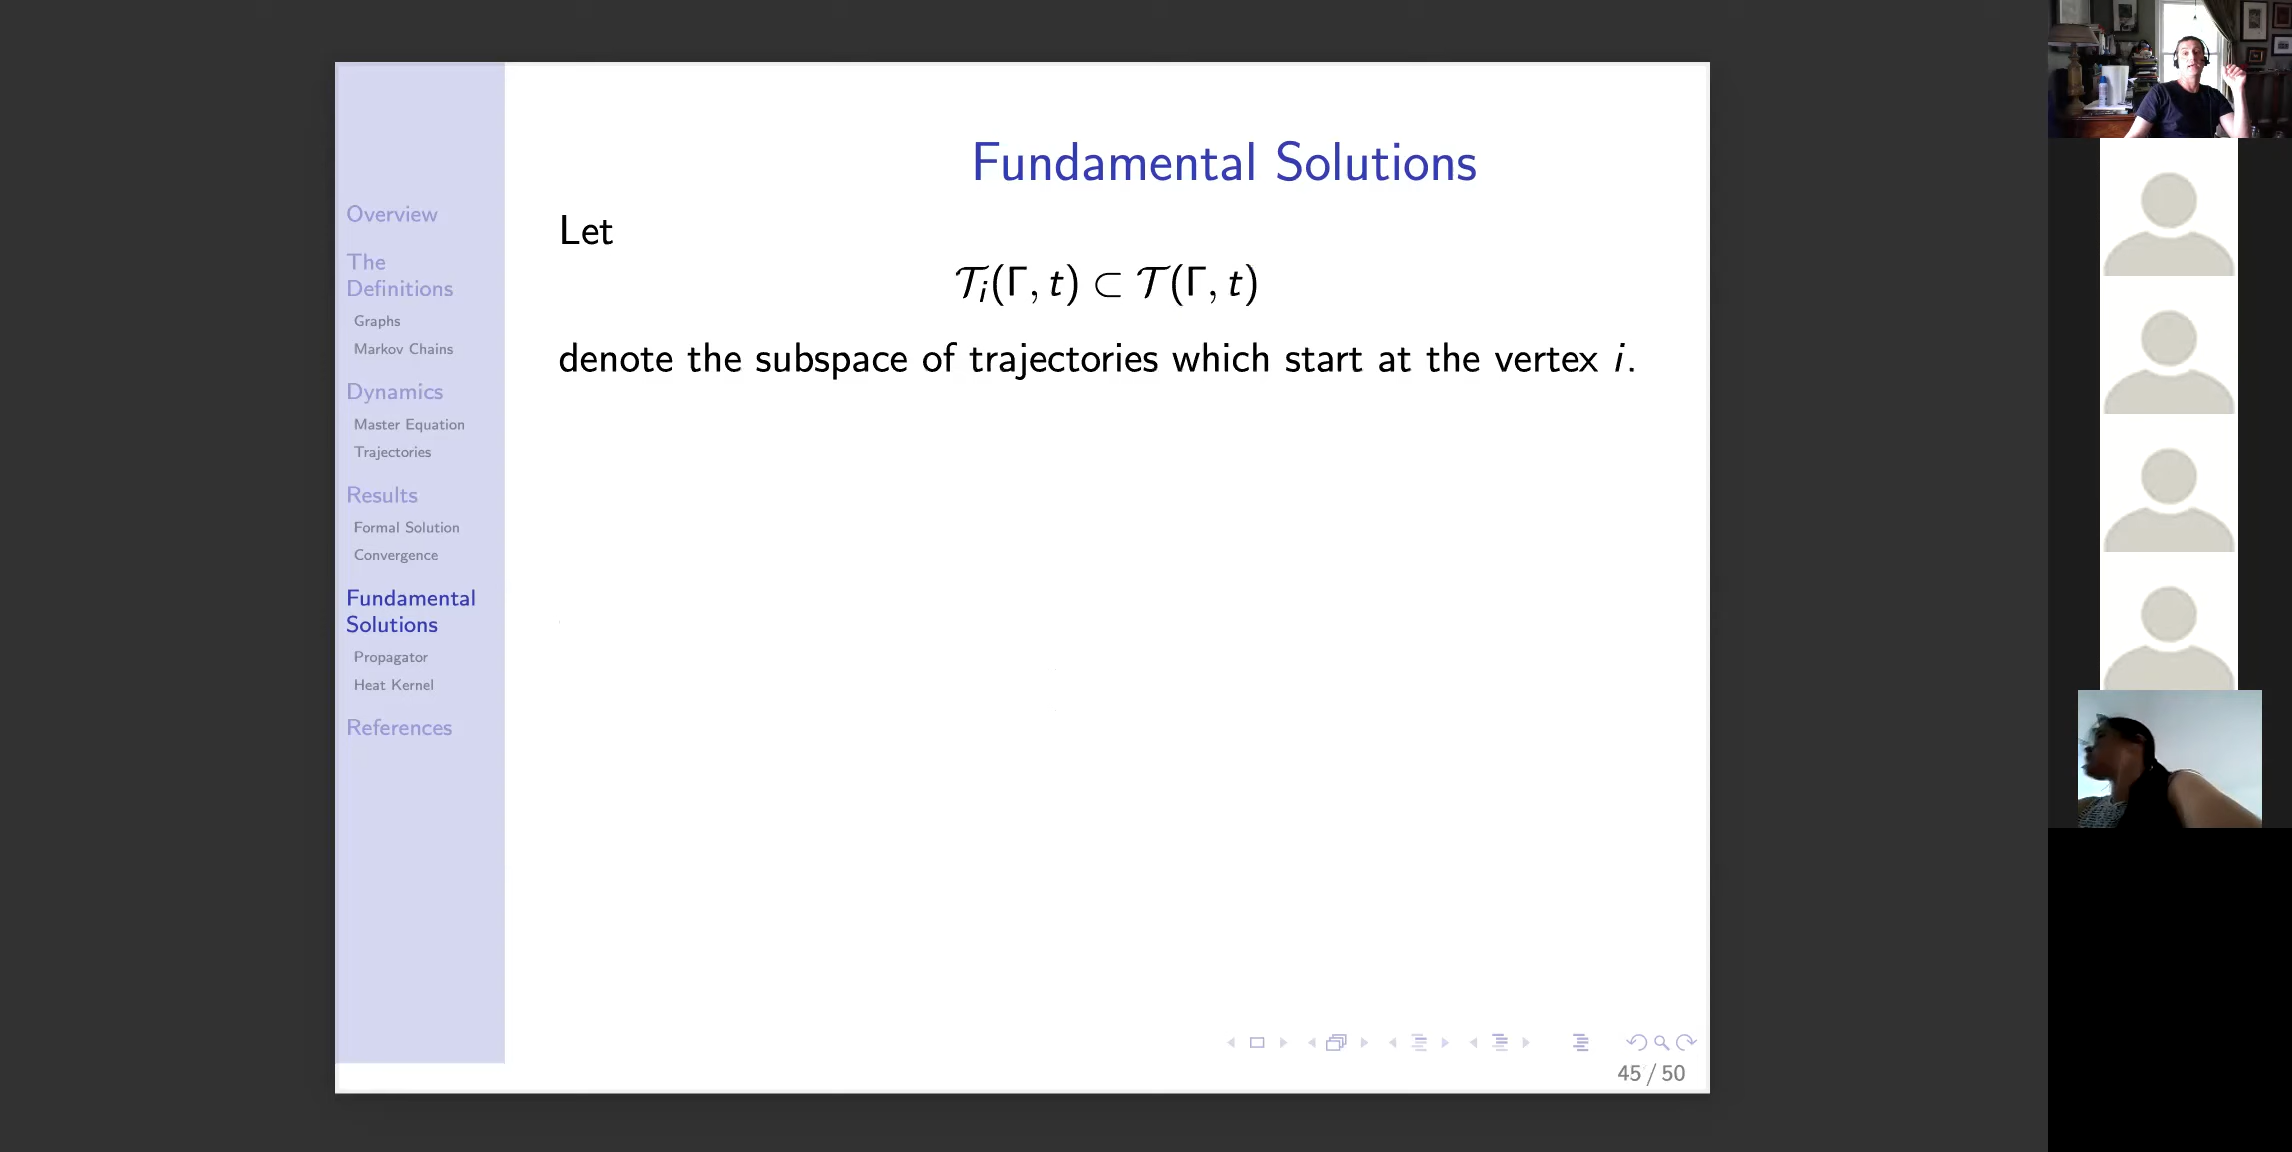 Overview
The
Definitions
Graphs
Markov Chains
Dynamics
Master Equation
Trajectories
Results
Formal Solution
Convergence
Fundamental
Solutions
Propagator
Heat Kernel
References
Fundamental Solutions
Let
𝒯ᵢ(Γ, t) ⊂ 𝒯(Γ, t)
denote the subspace of trajectories which start at the vertex i.
45 / 50